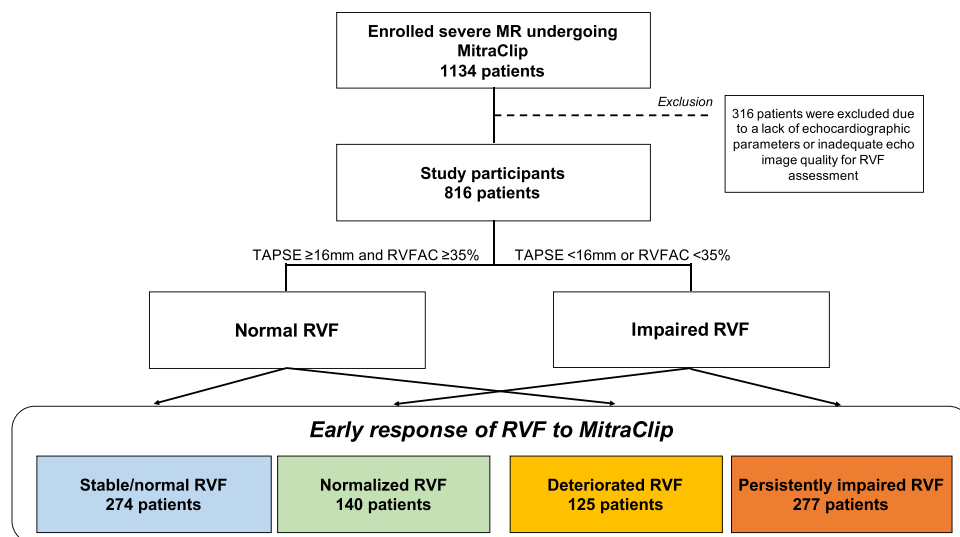 Enrolled severe MR undergoing
MitraClip
1134 patients
Exclusion
316 patients were excluded due
to a lack of echocardiographic
parameters or inadequate echo
image quality for RVF
assessment
Study participants
816 patients
TAPSE ≥16mm and RVFAC ≥35%
TAPSE <16mm or RVFAC <35%
Normal RVF
Impaired RVF
Early response of RVF to MitraClip
Stable/normal RVF
274 patients
Normalized RVF
140 patients
Deteriorated RVF
125 patients
Persistently impaired RVF
277 patients